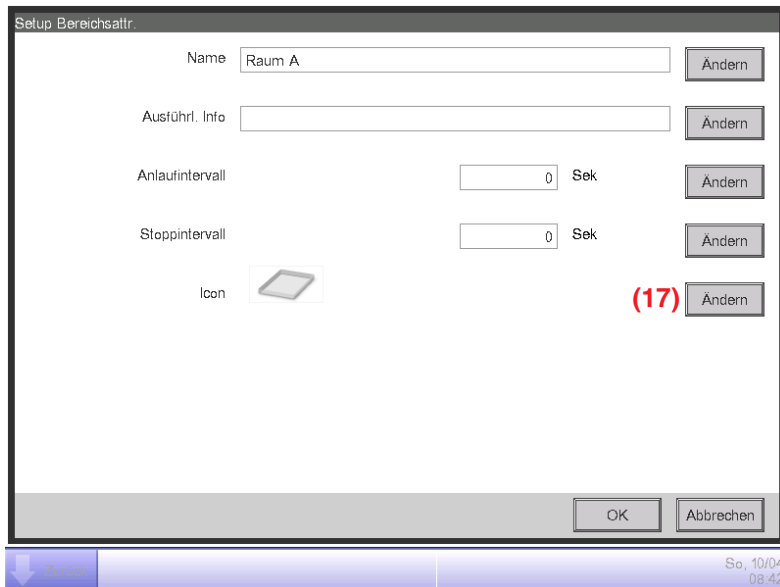 Setup Bereichsattr.
Name Raum A Ändern
Ausführl. Info Ändern
Anlaufintervall 0 Sek Ändern
Stoppintervall 0 Sek Ändern
Icon (17) Ändern
OK Abbrechen
So, 10/04